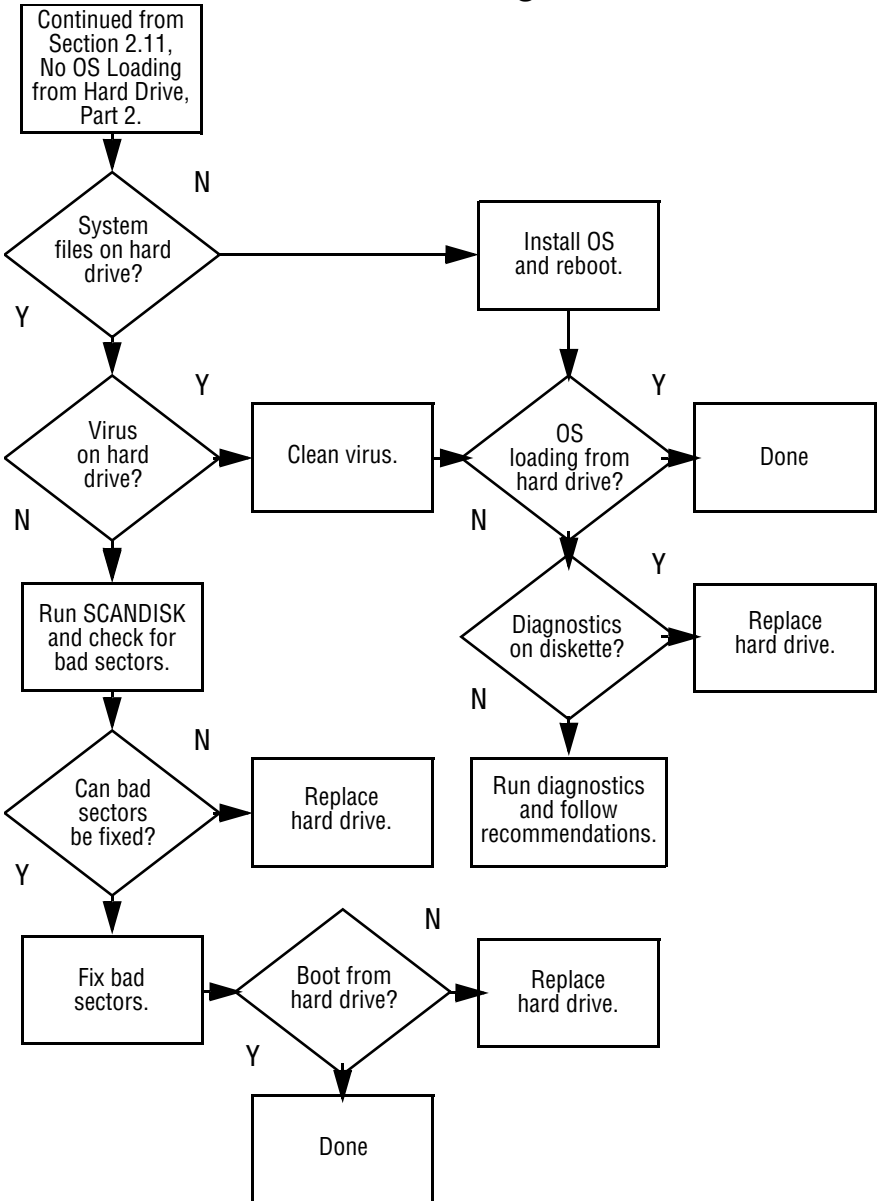 Continued from
Section 2.11,
No OS Loading
from Hard Drive,
Part 2.
N
System
files on hard
drive?
Y
Install OS
and reboot.
Y
Virus
on hard
drive?
N
Clean virus.
Y
OS
loading from
hard drive?
N
Done
Run SCANDISK
and check for
bad sectors.
Y
Diagnostics
on diskette?
N
Replace
hard drive.
N
Can bad
sectors
be fixed?
Y
Replace
hard drive.
Run diagnostics
and follow
recommendations.
Fix bad
sectors.
N
Boot from
hard drive?
Y
Replace
hard drive.
Done